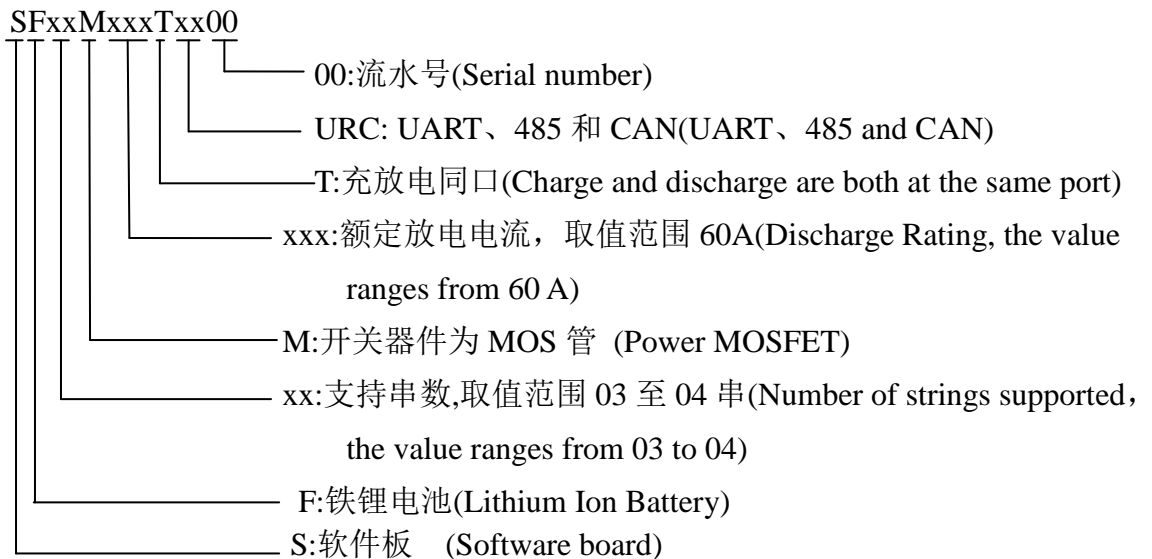 SFxxMxxxTxx00
00:流水号(Serial number)
URC: UART、485 和 CAN(UART、485 and CAN)
T:充放电同口(Charge and discharge are both at the same port)
xxx:额定放电电流，取值范围 60A(Discharge Rating, the value
ranges from 60 A)
M:开关器件为 MOS 管 (Power MOSFET)
xx:支持串数,取值范围 03 至 04 串(Number of strings supported，
the value ranges from 03 to 04)
F:铁锂电池(Lithium Ion Battery)
S:软件板 (Software board)